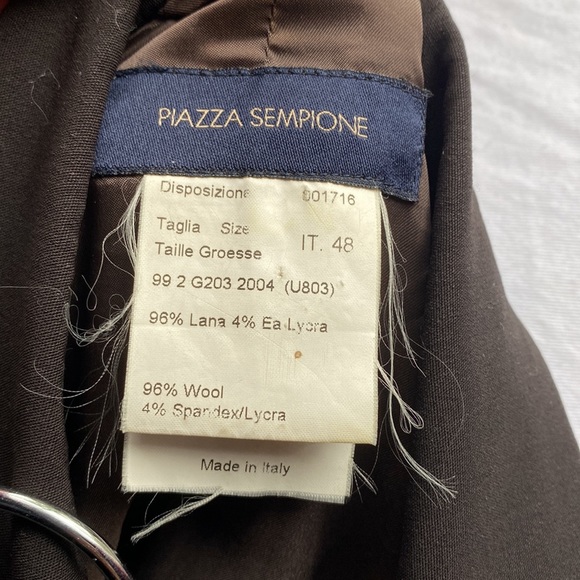 PIAZZA SEMPIONE
Disposizione 001716
Taglia Size
Taille Groesse IT. 48
99 2 G203 2004 (U803)
96% Lana 4% Ea Lycra
96% Wool
4% Spandex/Lycra
Made in Italy